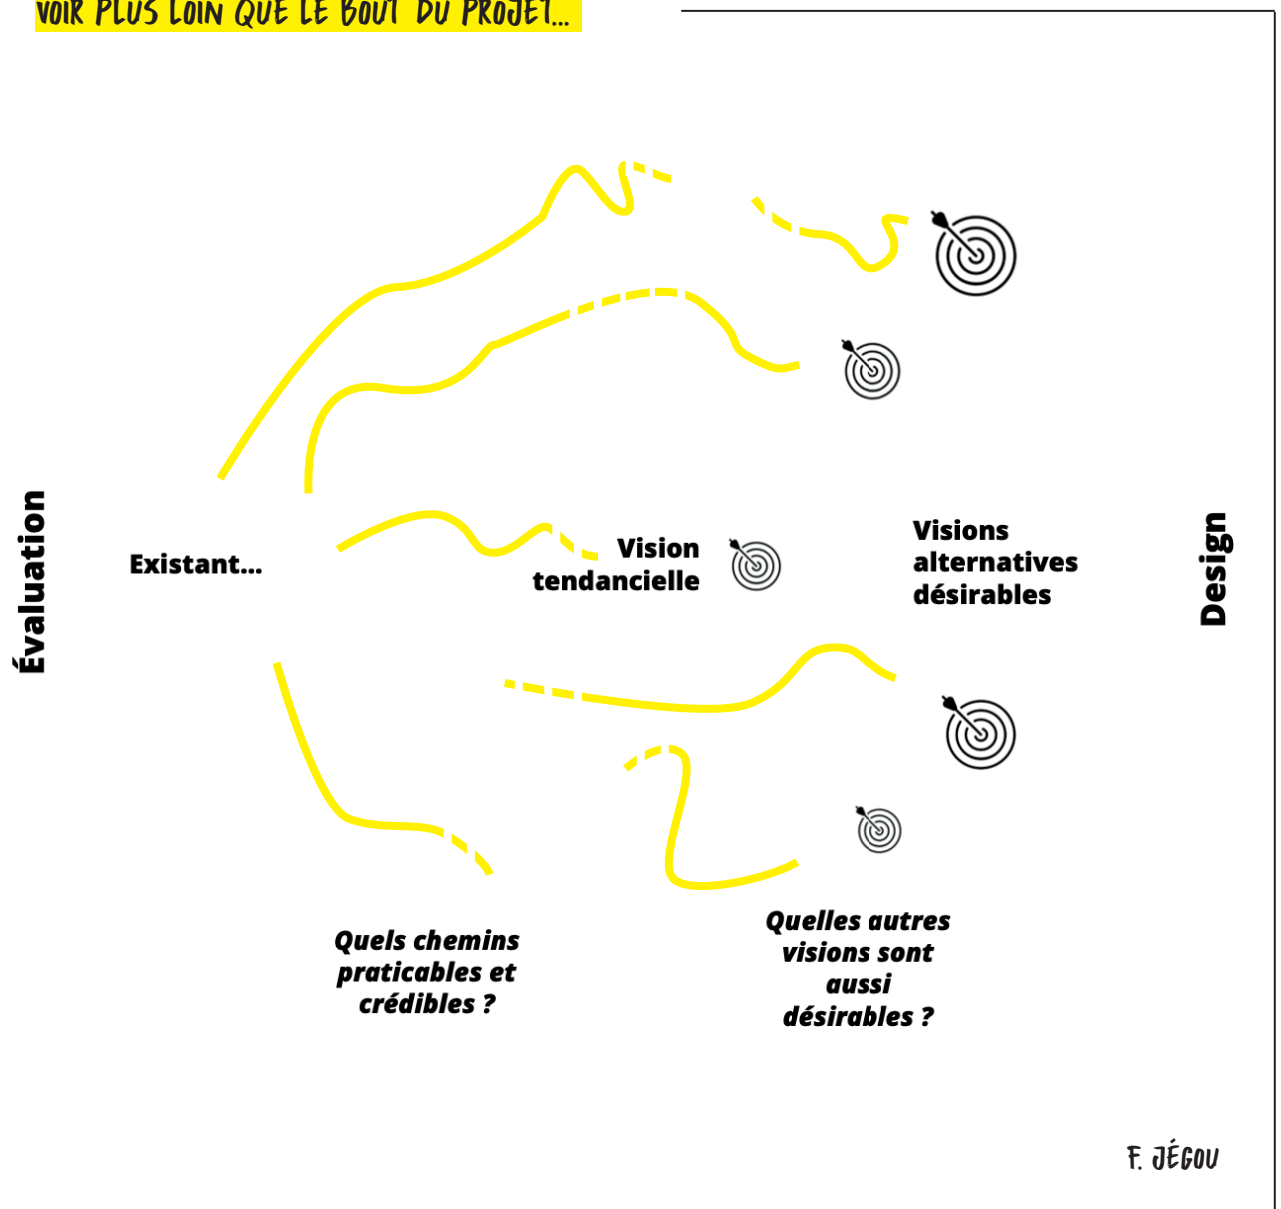 VOIR PLUS LOIN QUE LE BOUT DU PROJET...
Évaluation
Existant...
Vision
tendancielle
Visions
alternatives
désirables
Design
Quels chemins
praticables et
crédibles ?
Quelles autres
visions sont
aussi
désirables ?
F. JÉGOU